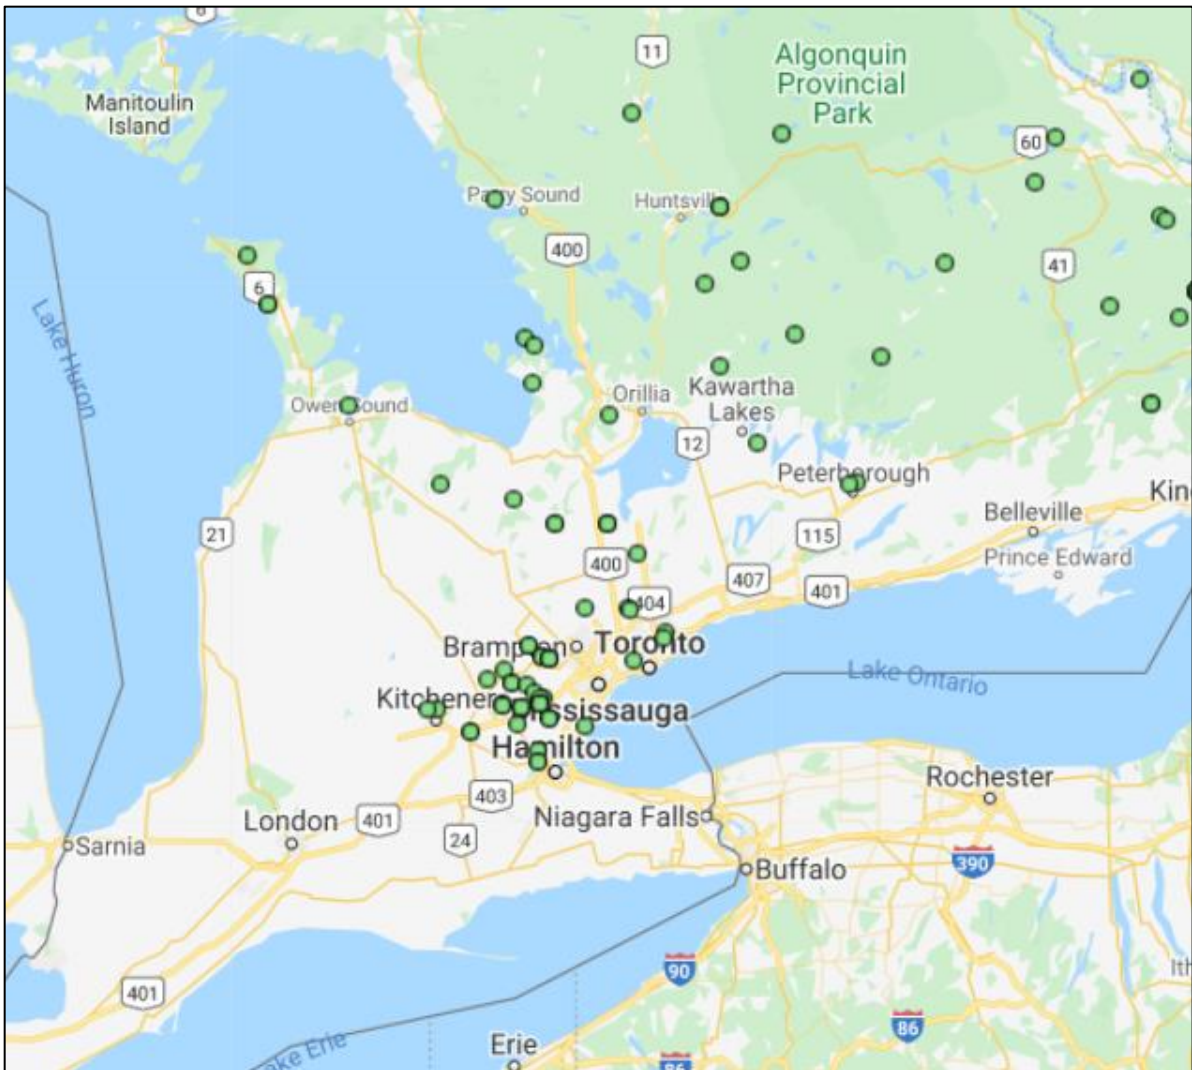 6
11
Algonquin
Provincial
Park
Manitoulin
Island
60
Parry Sound
Huntsville
400
41
6
Lake Huron
Orillia
Kawartha
Lakes
Owen Sound
12
Peterborough
Kin
Belleville
21
115
Prince Edward
400
407
401
404
Brampton
Toronto
Lake Ontario
Kitchener
Mississauga
Hamilton
Rochester
403
London
401
Niagara Falls
24
Sarnia
390
Buffalo
90
Ith
401
86
Lake Erie
Erie
86